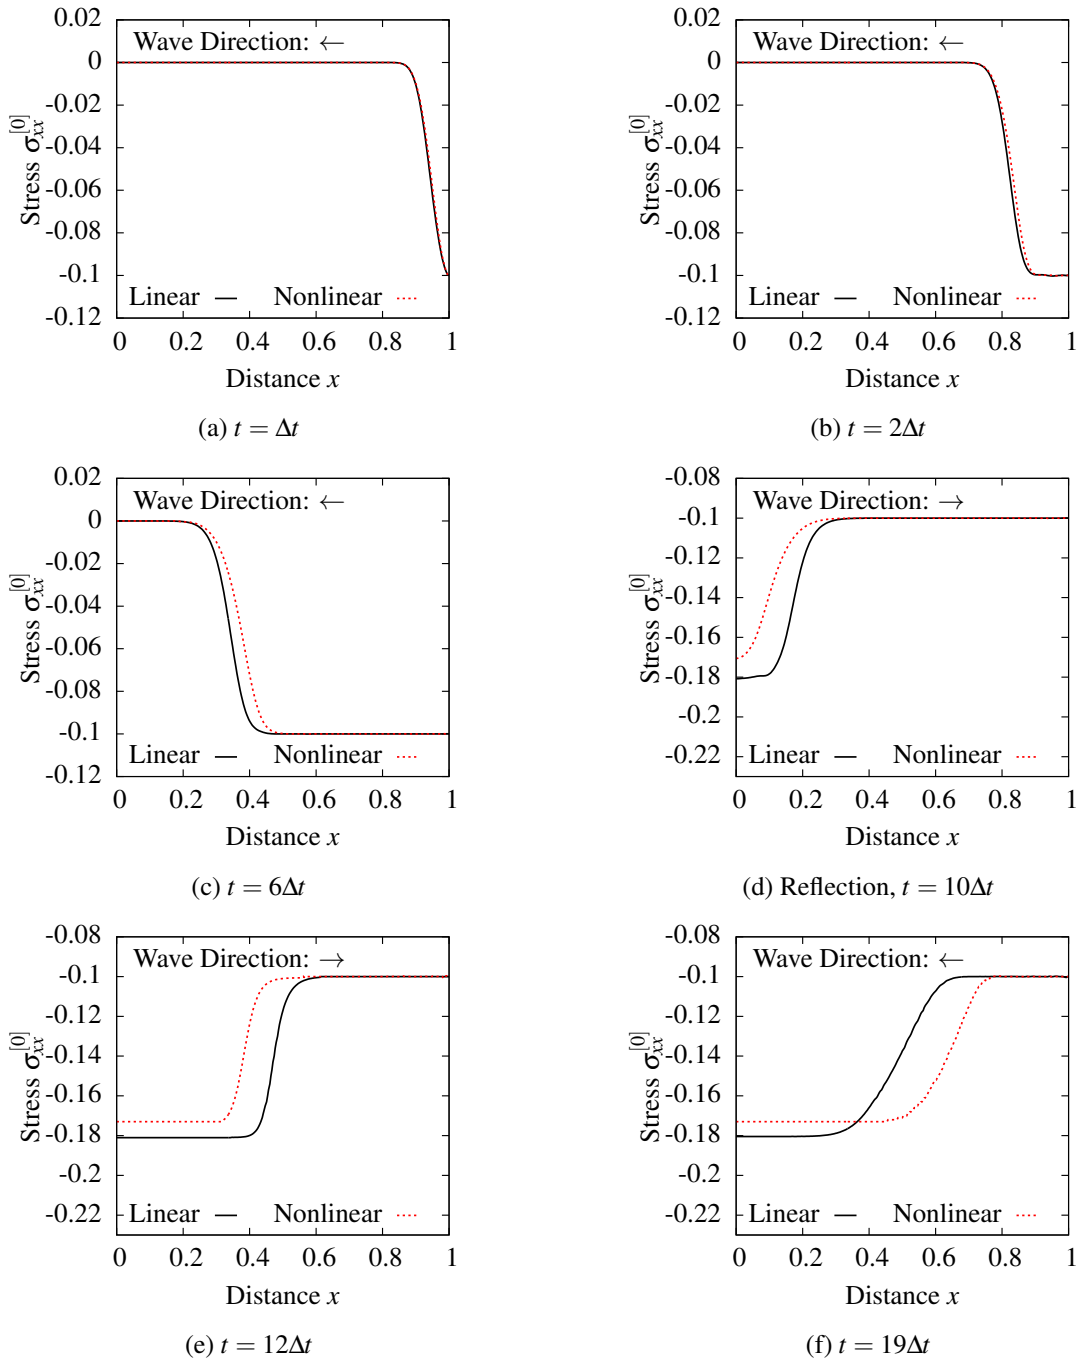 0.02
0
-0.02
-0.04
-0.06
-0.08
-0.1
-0.12
Stress σ_xx^[0]
Wave Direction: ←
Linear Nonlinear
0 0.2 0.4 0.6 0.8 1
Distance x
(a) t = Δt
0.02
0
-0.02
-0.04
-0.06
-0.08
-0.1
-0.12
Stress σ_xx^[0]
Wave Direction: ←
Linear Nonlinear
0 0.2 0.4 0.6 0.8 1
Distance x
(b) t = 2Δt
0.02
0
-0.02
-0.04
-0.06
-0.08
-0.1
-0.12
Stress σ_xx^[0]
Wave Direction: ←
Linear Nonlinear
0 0.2 0.4 0.6 0.8 1
Distance x
(c) t = 6Δt
-0.08
-0.1
-0.12
-0.14
-0.16
-0.18
-0.2
-0.22
Stress σ_xx^[0]
Wave Direction: →
Linear Nonlinear
0 0.2 0.4 0.6 0.8 1
Distance x
(d) Reflection, t = 10Δt
-0.08
-0.1
-0.12
-0.14
-0.16
-0.18
-0.2
-0.22
Stress σ_xx^[0]
Wave Direction: →
Linear Nonlinear
0 0.2 0.4 0.6 0.8 1
Distance x
(e) t = 12Δt
-0.08
-0.1
-0.12
-0.14
-0.16
-0.18
-0.2
-0.22
Stress σ_xx^[0]
Wave Direction: ←
Linear Nonlinear
0 0.2 0.4 0.6 0.8 1
Distance x
(f) t = 19Δt